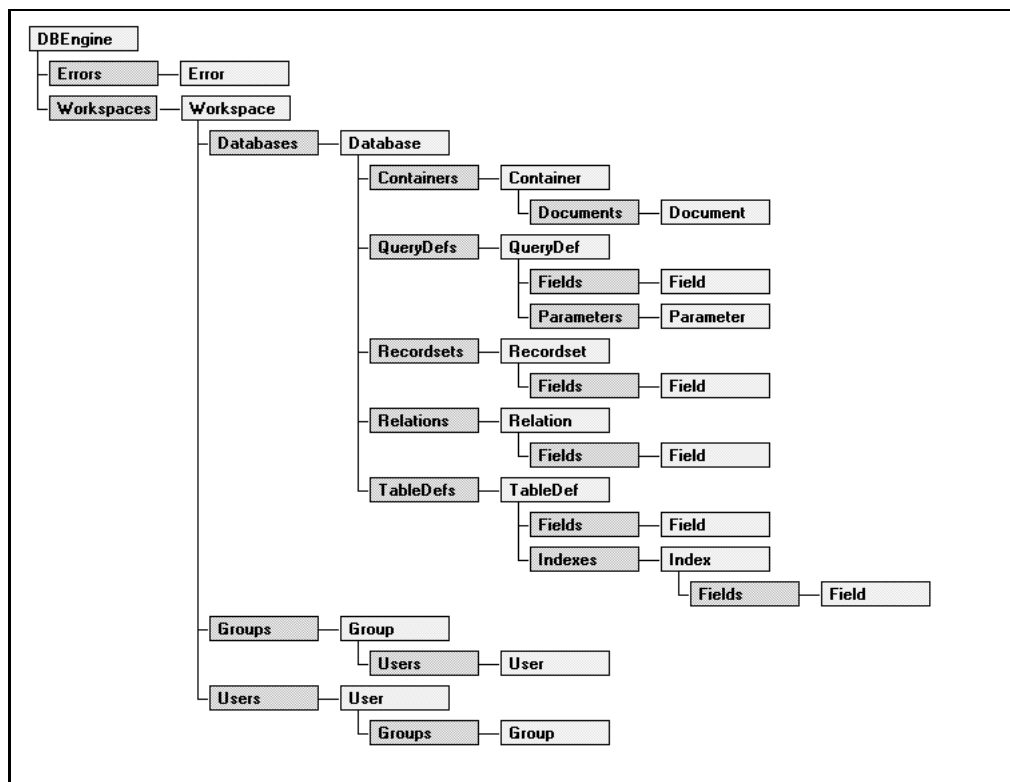 DBEngine
Errors Error
Workspaces Workspace
Databases Database
Containers Container
Documents Document
QueryDefs QueryDef
Fields Field
Parameters Parameter
Recordsets Recordset
Fields Field
Relations Relation
Fields Field
TableDefs TableDef
Fields Field
Indexes Index
Fields Field
Groups Group
Users User
Users User
Groups Group